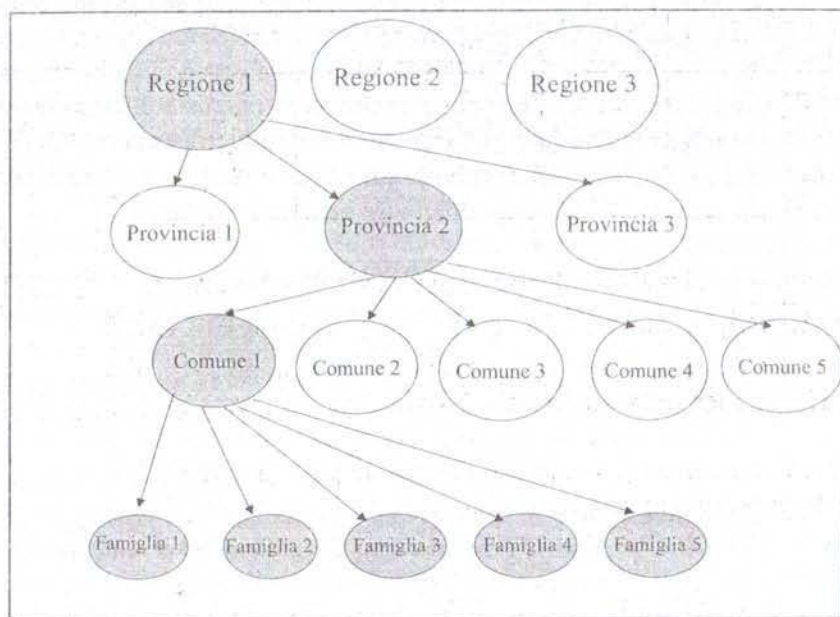 Regione 1
Regione 2
Regione 3
Provincia 1
Provincia 2
Provincia 3
Comune 1
Comune 2
Comune 3
Comune 4
Comune 5
Famiglia 1
Famiglia 2
Famiglia 3
Famiglia 4
Famiglia 5